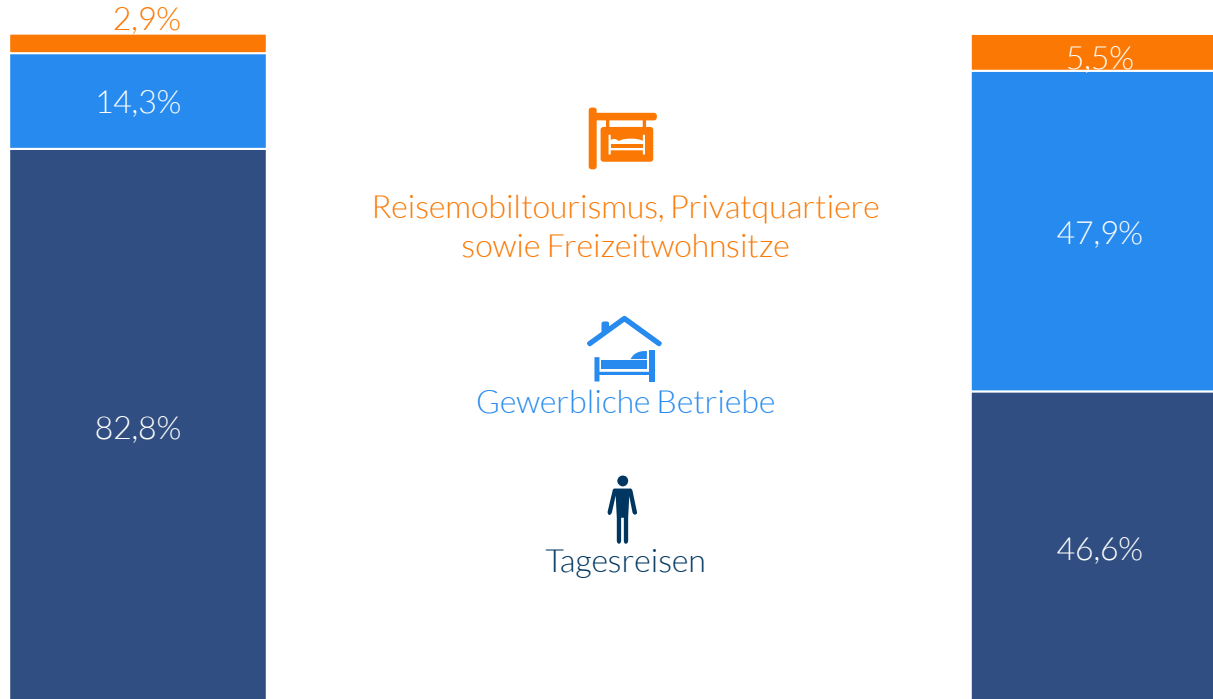 2,9%
14,3%
82,8%
Reisemobiltourismus, Privatquartiere
sowie Freizeitwohnsitze
Gewerbliche Betriebe
Tagesreisen
5,5%
47,9%
46,6%